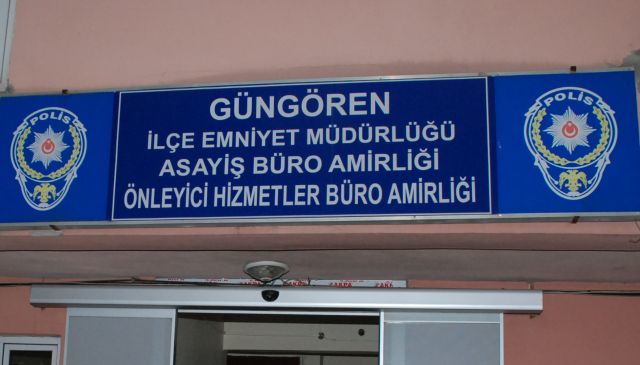 GÜNGÖREN
İLÇE EMNİYET MÜDÜRLÜĞÜ
ASAYİŞ BÜRO AMİRLİĞİ
ÖNLEYİCİ HİZMETLER BÜRO AMİRLİĞİ
POLİS
POLİS